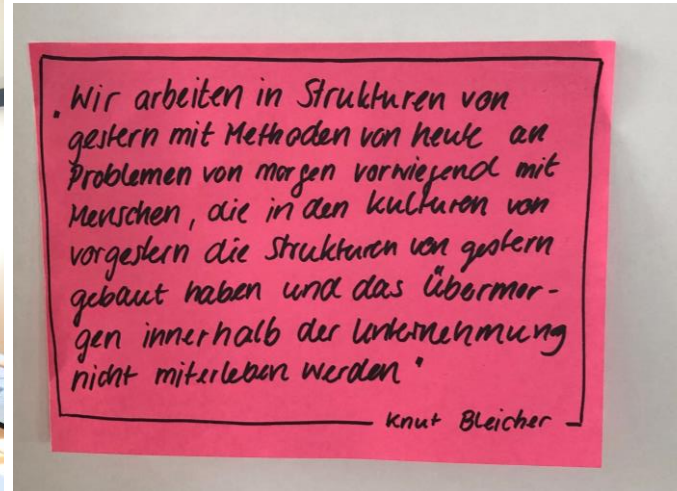 "Wir arbeiten in Strukturen von
gestern mit Methoden von heute an
Problemen von morgen vorwiegend mit
Menschen, die in den Kulturen von
vorgestern die Strukturen von gestern
gebaut haben und das Übermor-
gen innerhalb der Unternehmung
nicht miterleben werden"
Knut Bleicher